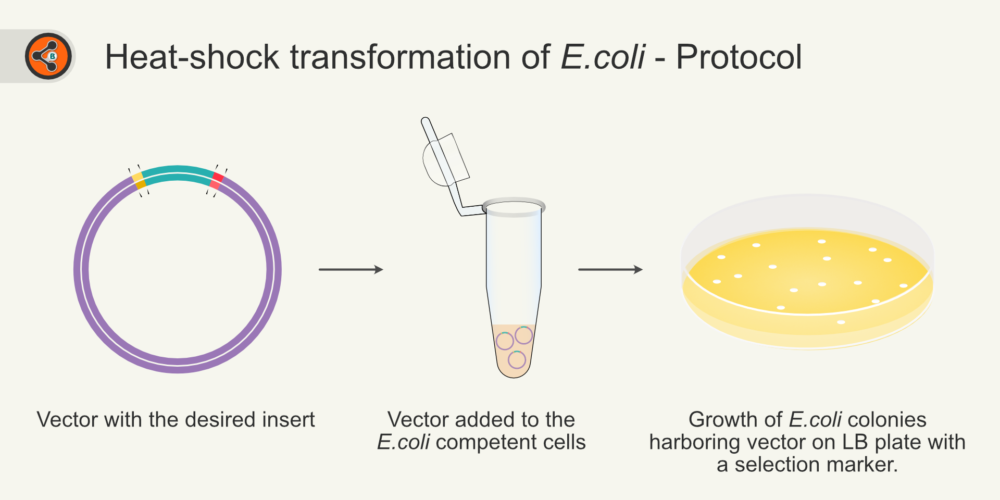 B
Heat-shock transformation of E.coli - Protocol
Vector with the desired insert
Vector added to the
E.coli competent cells
Growth of E.coli colonies
harboring vector on LB plate with
a selection marker.